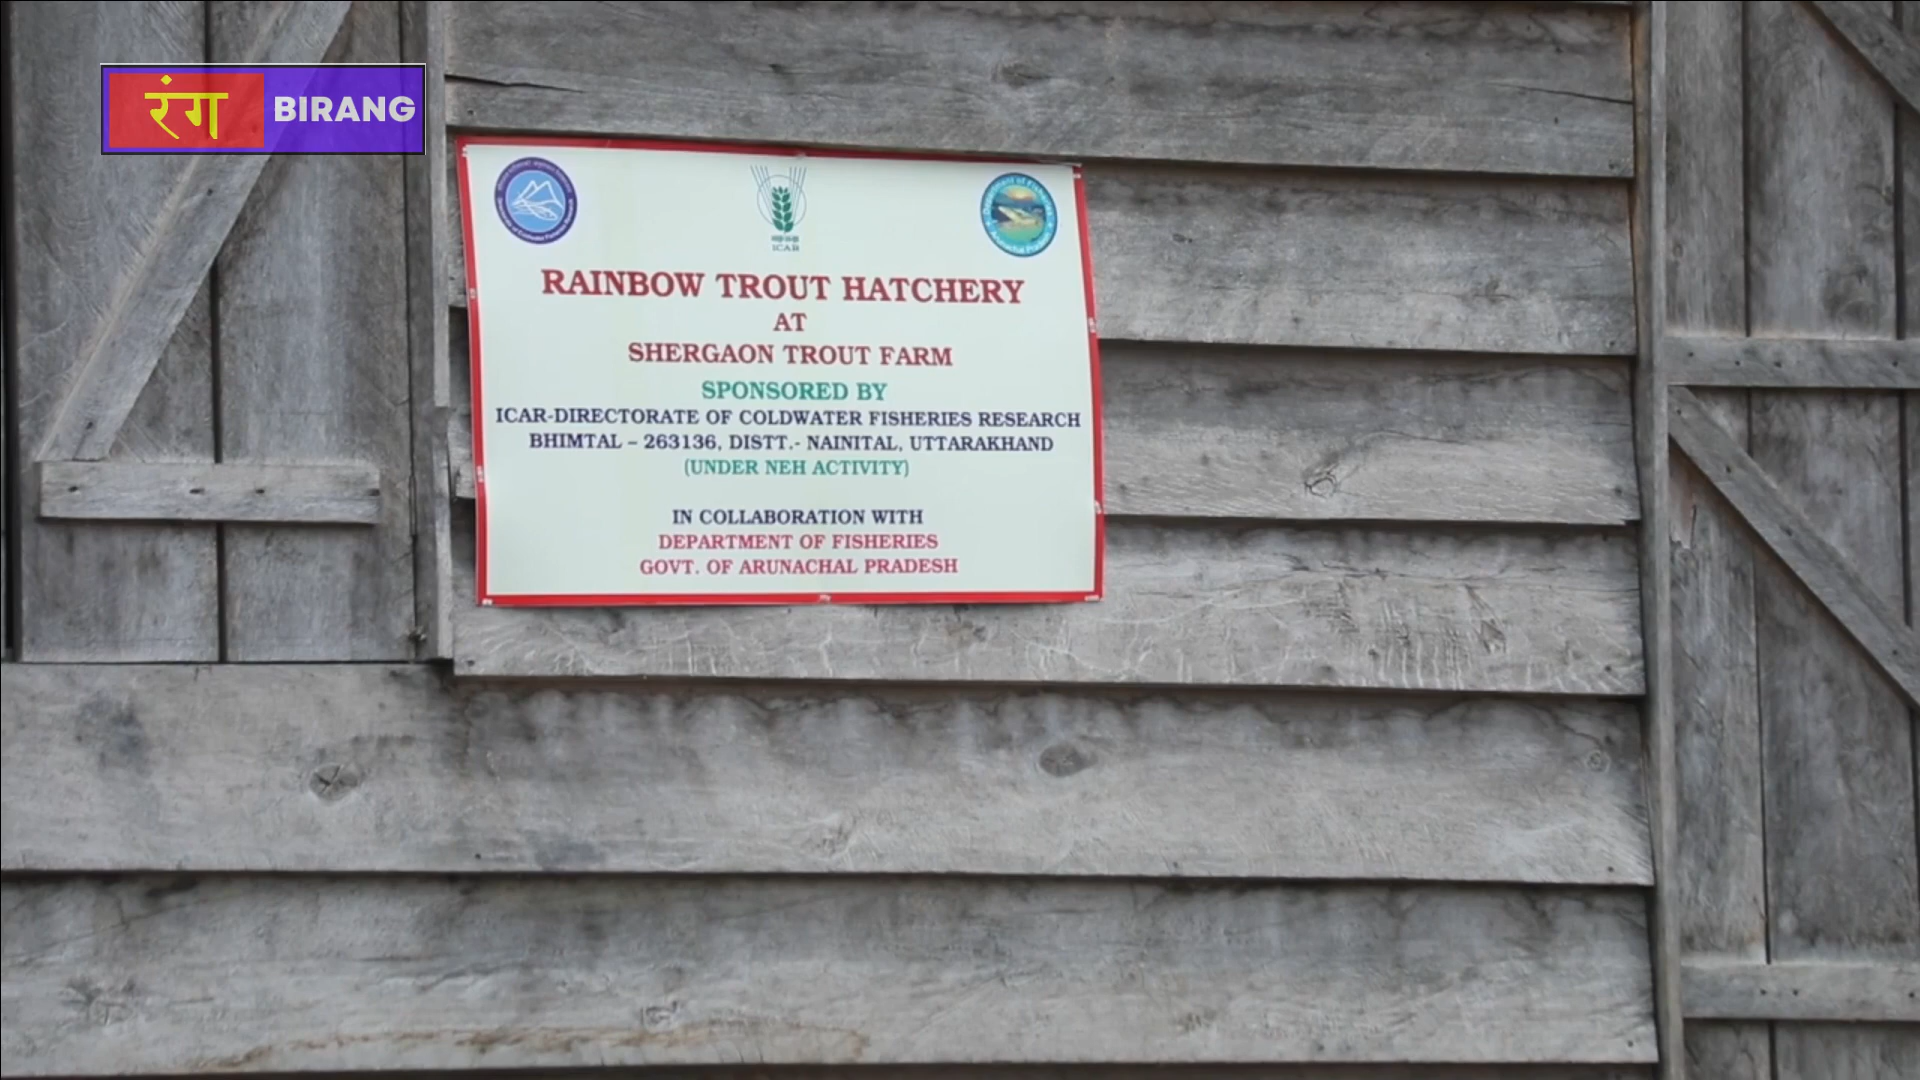 रंग BIRANG
ICAR
RAINBOW TROUT HATCHERY
AT
SHERGAON TROUT FARM
SPONSORED BY
ICAR-DIRECTORATE OF COLDWATER FISHERIES RESEARCH
BHIMTAL – 263136, DISTT.- NAINITAL, UTTARAKHAND
(UNDER NEH ACTIVITY)
IN COLLABORATION WITH
DEPARTMENT OF FISHERIES
GOVT. OF ARUNACHAL PRADESH